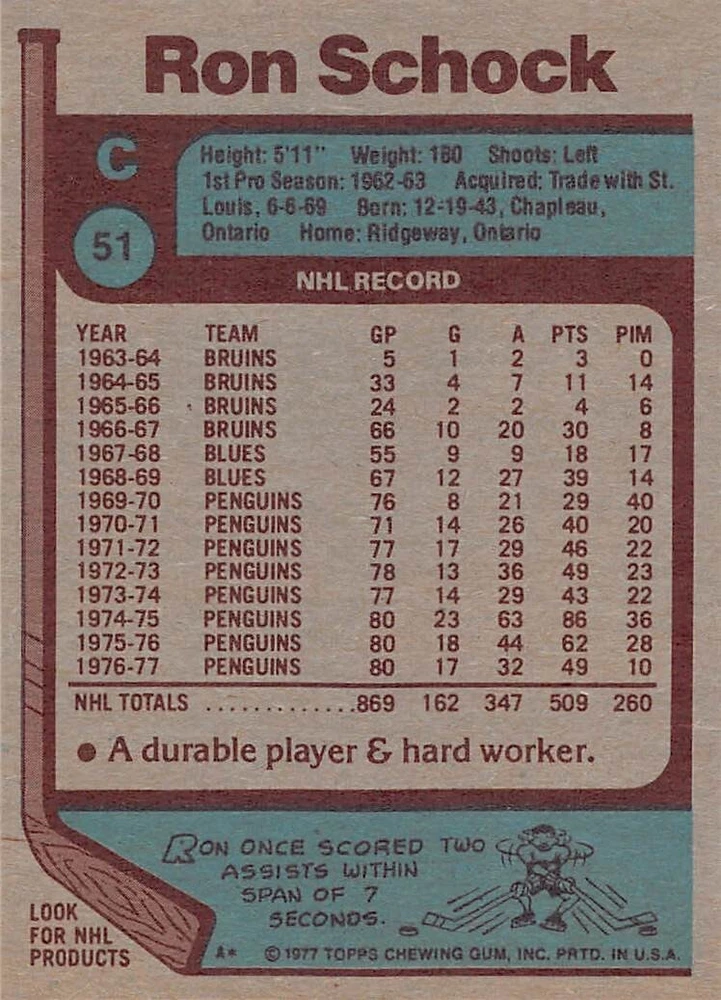 Ron Schock
C
Height: 5'11" Weight: 180 Shoots: Left
1st Pro Season: 1962-63 Acquired: Trade with St.
Louis, 6-6-69 Born: 12-19-43, Chapleau,
Ontario Home: Ridgeway, Ontario
51
NHL RECORD
YEAR TEAM GP G A PTS PIM
1963-64 BRUINS 5 1 2 3 0
1964-65 BRUINS 33 4 7 11 14
1965-66 BRUINS 24 2 2 4 6
1966-67 BRUINS 66 10 20 30 8
1967-68 BLUES 55 9 9 18 17
1968-69 BLUES 67 12 27 39 14
1969-70 PENGUINS 76 8 21 29 40
1970-71 PENGUINS 71 14 26 40 20
1971-72 PENGUINS 77 17 29 46 22
1972-73 PENGUINS 78 13 36 49 23
1973-74 PENGUINS 77 14 29 43 22
1974-75 PENGUINS 80 23 63 86 36
1975-76 PENGUINS 80 18 44 62 28
1976-77 PENGUINS 80 17 32 49 10
NHL TOTALS .............869 162 347 509 260
● A durable player & hard worker.
RON ONCE SCORED TWO
ASSISTS WITHIN
SPAN OF 7
SECONDS.
LOOK
FOR NHL
PRODUCTS
A* © 1977 TOPPS CHEWING GUM, INC. PRTD. IN U.S.A.